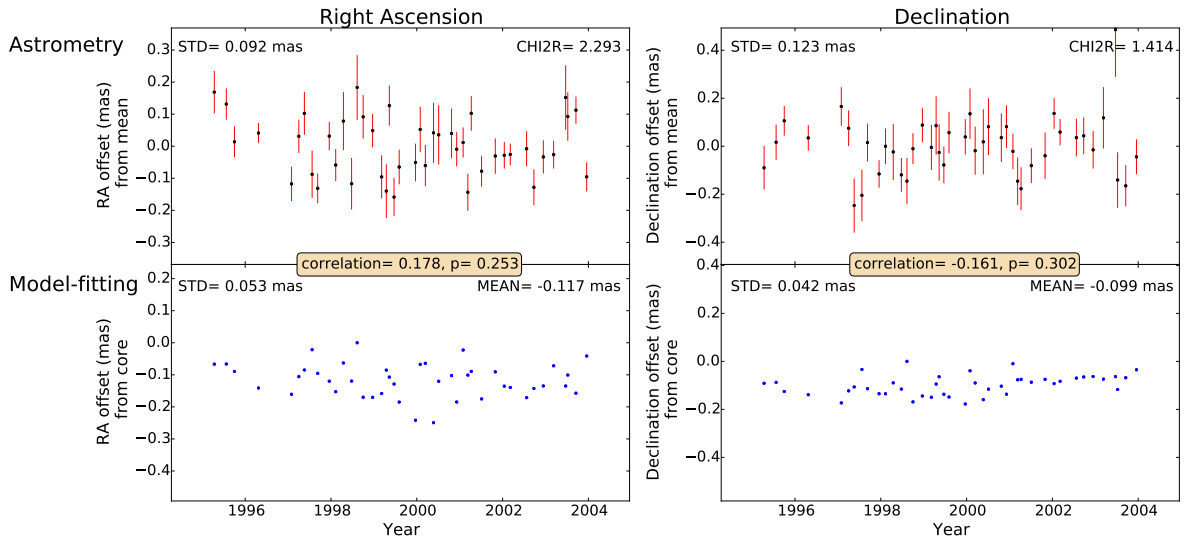 Right Ascension
Declination
Astrometry
STD= 0.092 mas
CHI2R= 2.293
STD= 0.123 mas
CHI2R= 1.414
RA offset (mas)
from mean
0.3
0.2
0.1
0.0
−0.1
−0.2
−0.3
Declination offset (mas)
from mean
0.4
0.2
0.0
−0.2
−0.4
correlation= 0.178, p= 0.253
correlation= -0.161, p= 0.302
Model-fitting
STD= 0.053 mas
MEAN= -0.117 mas
STD= 0.042 mas
MEAN= -0.099 mas
RA offset (mas)
from core
0.2
0.1
0.0
−0.1
−0.2
−0.3
−0.4
Declination offset (mas)
from core
0.4
0.2
0.0
−0.2
−0.4
1996
1998
2000
2002
2004
Year
1996
1998
2000
2002
2004
Year